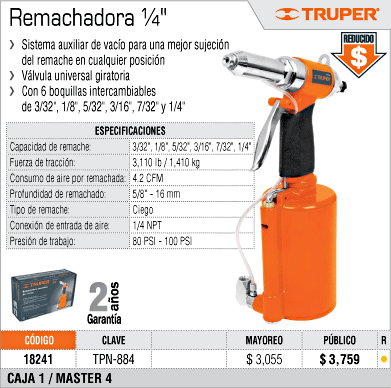 Remachadora ¼"
TRUPER®
REDUCIDO
$
› Sistema auxiliar de vacío para una mejor sujeción
del remache en cualquier posición
› Válvula universal giratoria
› Con 6 boquillas intercambiables
de 3/32", 1/8", 5/32", 3/16", 7/32" y 1/4"
TRUPER
ESPECIFICACIONES
Capacidad de remache: 3/32", 1/8", 5/32", 3/16", 7/32", 1/4"
Fuerza de tracción: 3,110 lb / 1,410 kg
Consumo de aire por remachada: 4.2 CFM
Profundidad de remachado: 5/8" - 16 mm
Tipo de remache: Ciego
Conexión de entrada de aire: 1/4 NPT
Presión de trabajo: 80 PSI - 100 PSI
TRUPER
2 años
Garantía
CÓDIGO CLAVE MAYOREO PÚBLICO R
18241 TPN-884 $ 3,055 $ 3,759
CAJA 1 / MASTER 4